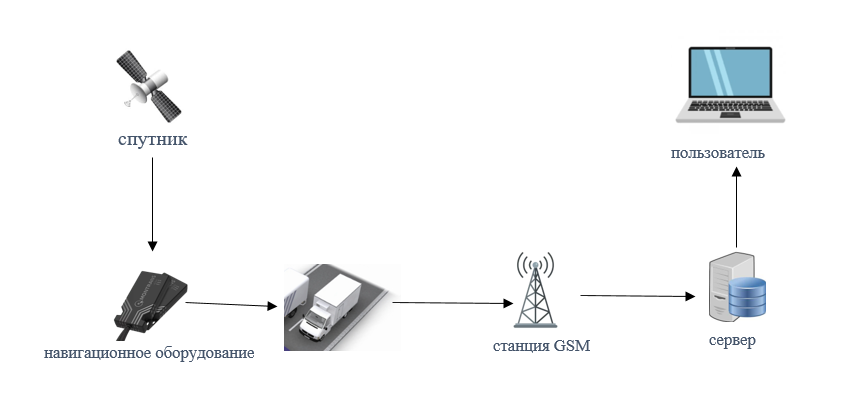 спутник
пользователь
навигационное оборудование
станция GSM
сервер